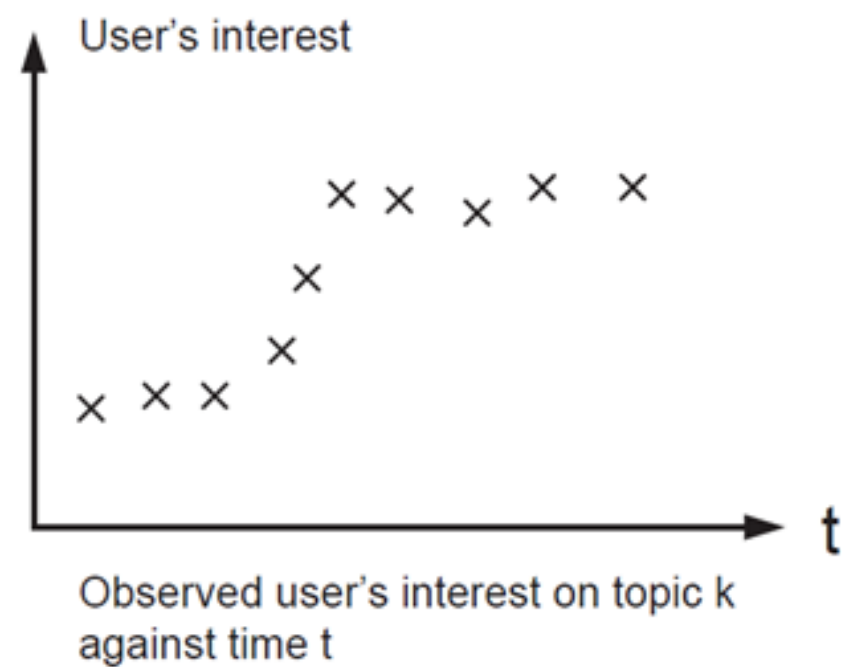 User's interest
t
Observed user's interest on topic k
against time t